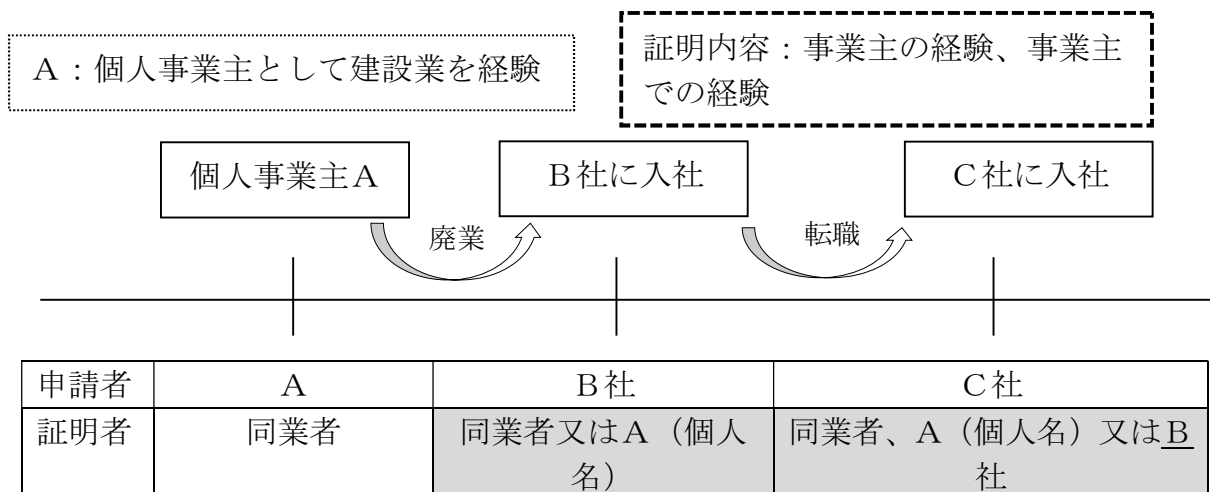 A：個人事業主として建設業を経験
証明内容：事業主の経験、事業主
での経験
個人事業主A
B社に入社
C社に入社
廃業
転職
申請者
A
B社
C社
証明者
同業者
同業者又はA（個人
名）
同業者、A（個人名）又はB
社